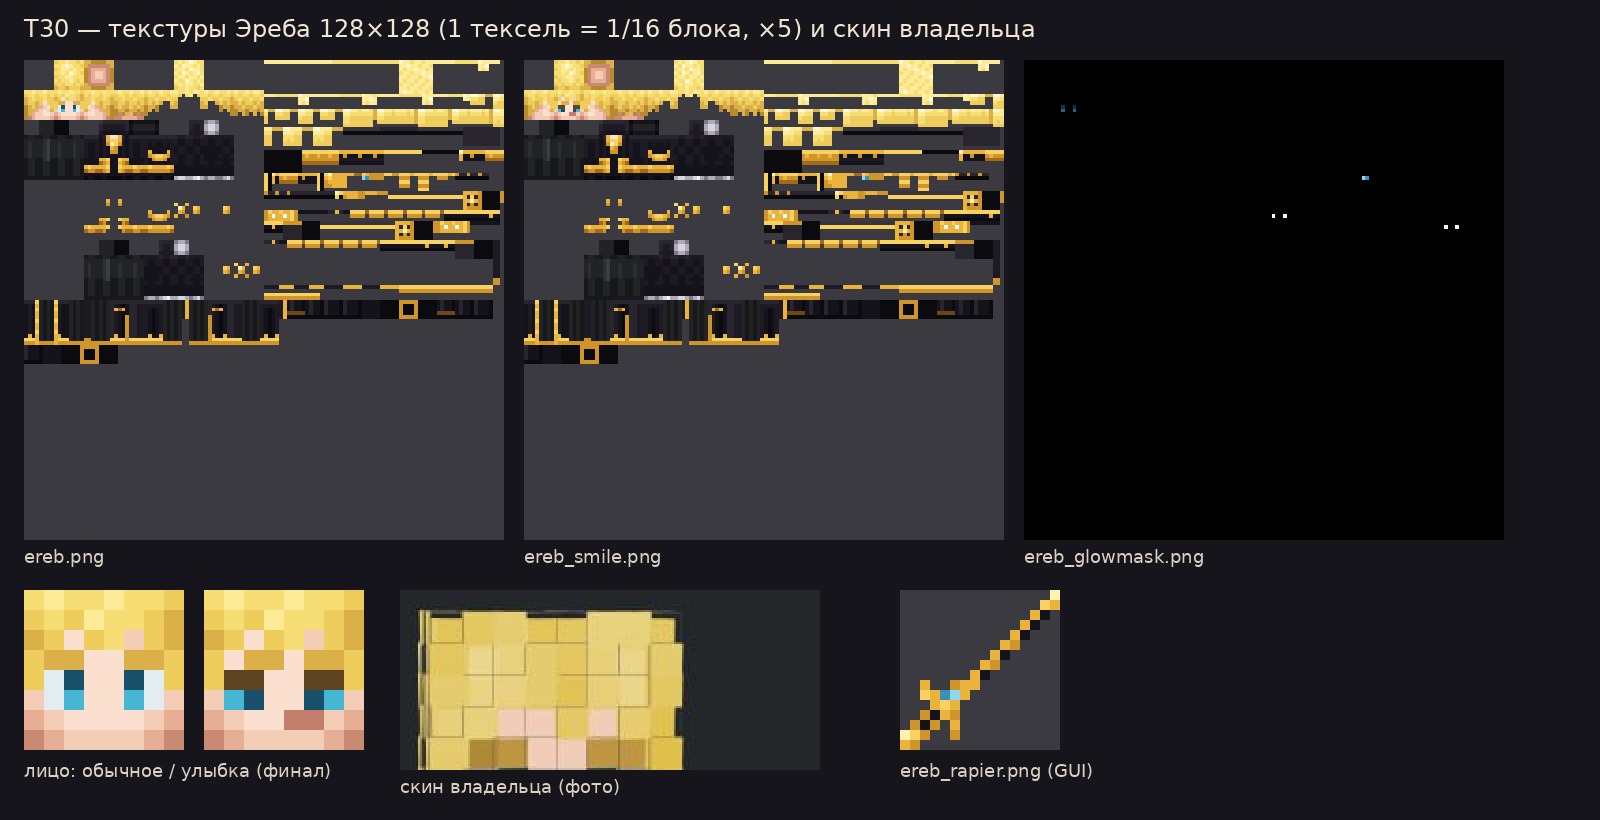 T30 — текстуры Эреба 128×128 (1 тексель = 1/16 блока, ×5) и скин владельца
ereb.png
ereb_smile.png
ereb_glowmask.png
лицо: обычное / улыбка (финал)
скин владельца (фото)
ereb_rapier.png (GUI)